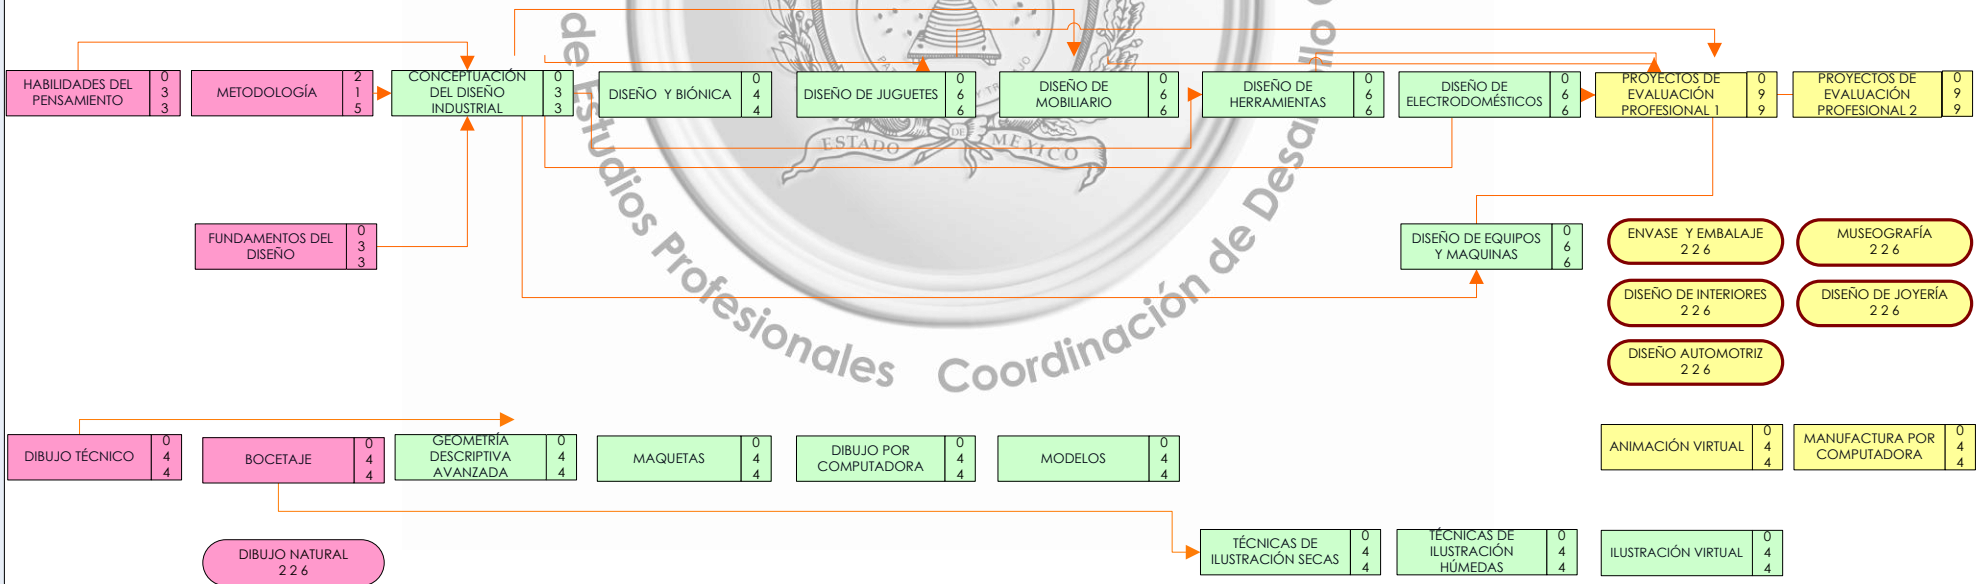 HABILIDADES DEL
PENSAMIENTO
0
3
3
METODOLOGÍA
2
1
5
CONCEPTUACIÓN
DEL DISEÑO
INDUSTRIAL
0
3
3
DISEÑO Y BIÓNICA
0
4
4
DISEÑO DE JUGUETES
0
6
6
DISEÑO DE
MOBILIARIO
0
6
6
DISEÑO DE
HERRAMIENTAS
0
6
6
DISEÑO DE
ELECTRODOMÉSTICOS
0
6
6
PROYECTOS DE
EVALUACIÓN
PROFESIONAL 1
0
9
9
PROYECTOS DE
EVALUACIÓN
PROFESIONAL 2
0
9
9
ESTADO DE MEXICO
de Estudios Profesionales Coordinación de
FUNDAMENTOS DEL
DISEÑO
0
3
3
DISEÑO DE EQUIPOS
Y MAQUINAS
0
6
6
ENVASE Y EMBALAJE
2 2 6
MUSEOGRAFÍA
2 2 6
DISEÑO DE INTERIORES
2 2 6
DISEÑO DE JOYERÍA
2 2 6
DISEÑO AUTOMOTRIZ
2 2 6
DIBUJO TÉCNICO
0
4
4
BOCETAJE
0
4
4
GEOMETRÍA
DESCRIPTIVA
AVANZADA
0
4
4
MAQUETAS
0
4
4
DIBUJO POR
COMPUTADORA
0
4
4
MODELOS
0
4
4
ANIMACIÓN VIRTUAL
0
4
4
MANUFACTURA POR
COMPUTADORA
0
4
4
DIBUJO NATURAL
2 2 6
TÉCNICAS DE
ILUSTRACIÓN SECAS
0
4
4
TÉCNICAS DE
ILUSTRACIÓN
HÚMEDAS
0
4
4
ILUSTRACIÓN VIRTUAL
0
4
4